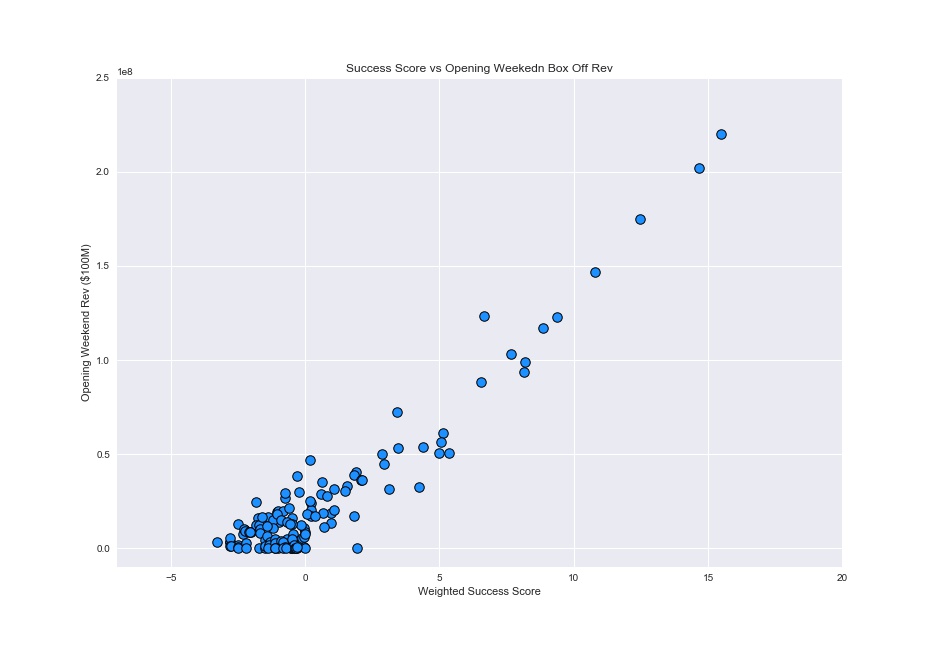 Success Score vs Opening Weekedn Box Off Rev
1e8
2.5
2.0
1.5
1.0
0.5
0.0
Opening Weekend Rev ($100M)
−5 0 5 10 15 20
Weighted Success Score